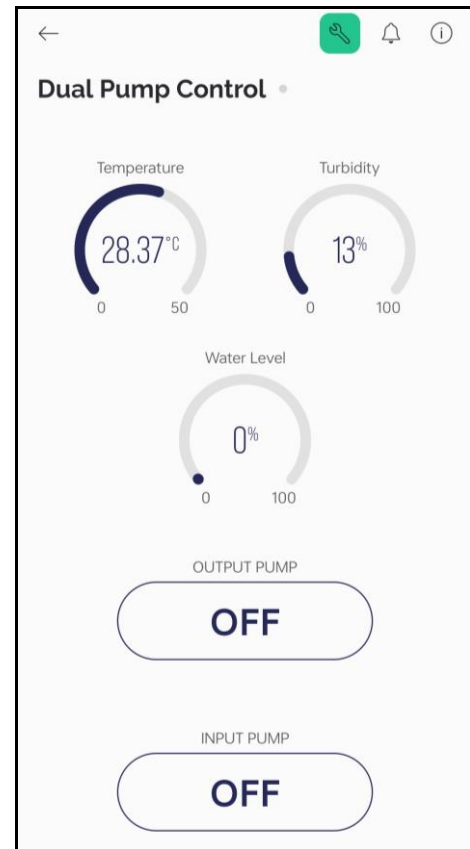 Dual Pump Control
Temperature Turbidity
28.37°C 13%
0 50 0 100
Water Level
0%
0 100
OUTPUT PUMP
OFF
INPUT PUMP
OFF